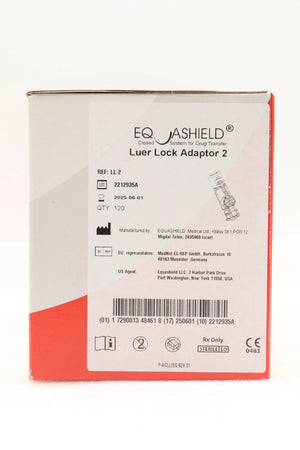 EQUASHIELD®
Closed System for Drug Transfer
Luer Lock Adaptor 2
REF: LL-2
LOT 2212935A
2025-06-01
QTY 120
Manufactured by: EQUASHIELD Medical Ltd., St.1 POB 12
Migdal Tefen, 2495900 Israel
EU representative: MedNet EC-REP GmbH, Borkstrasse 10
48163 Muenster ,Germany
US Agent: Equashield LLC, 2 Harbor Park Drive
Port Washington, New York 11050, USA
(01) 1 7290013 48461 8 (17) 250601 (10) 2212935A
Rx Only
STERILE EO
0483